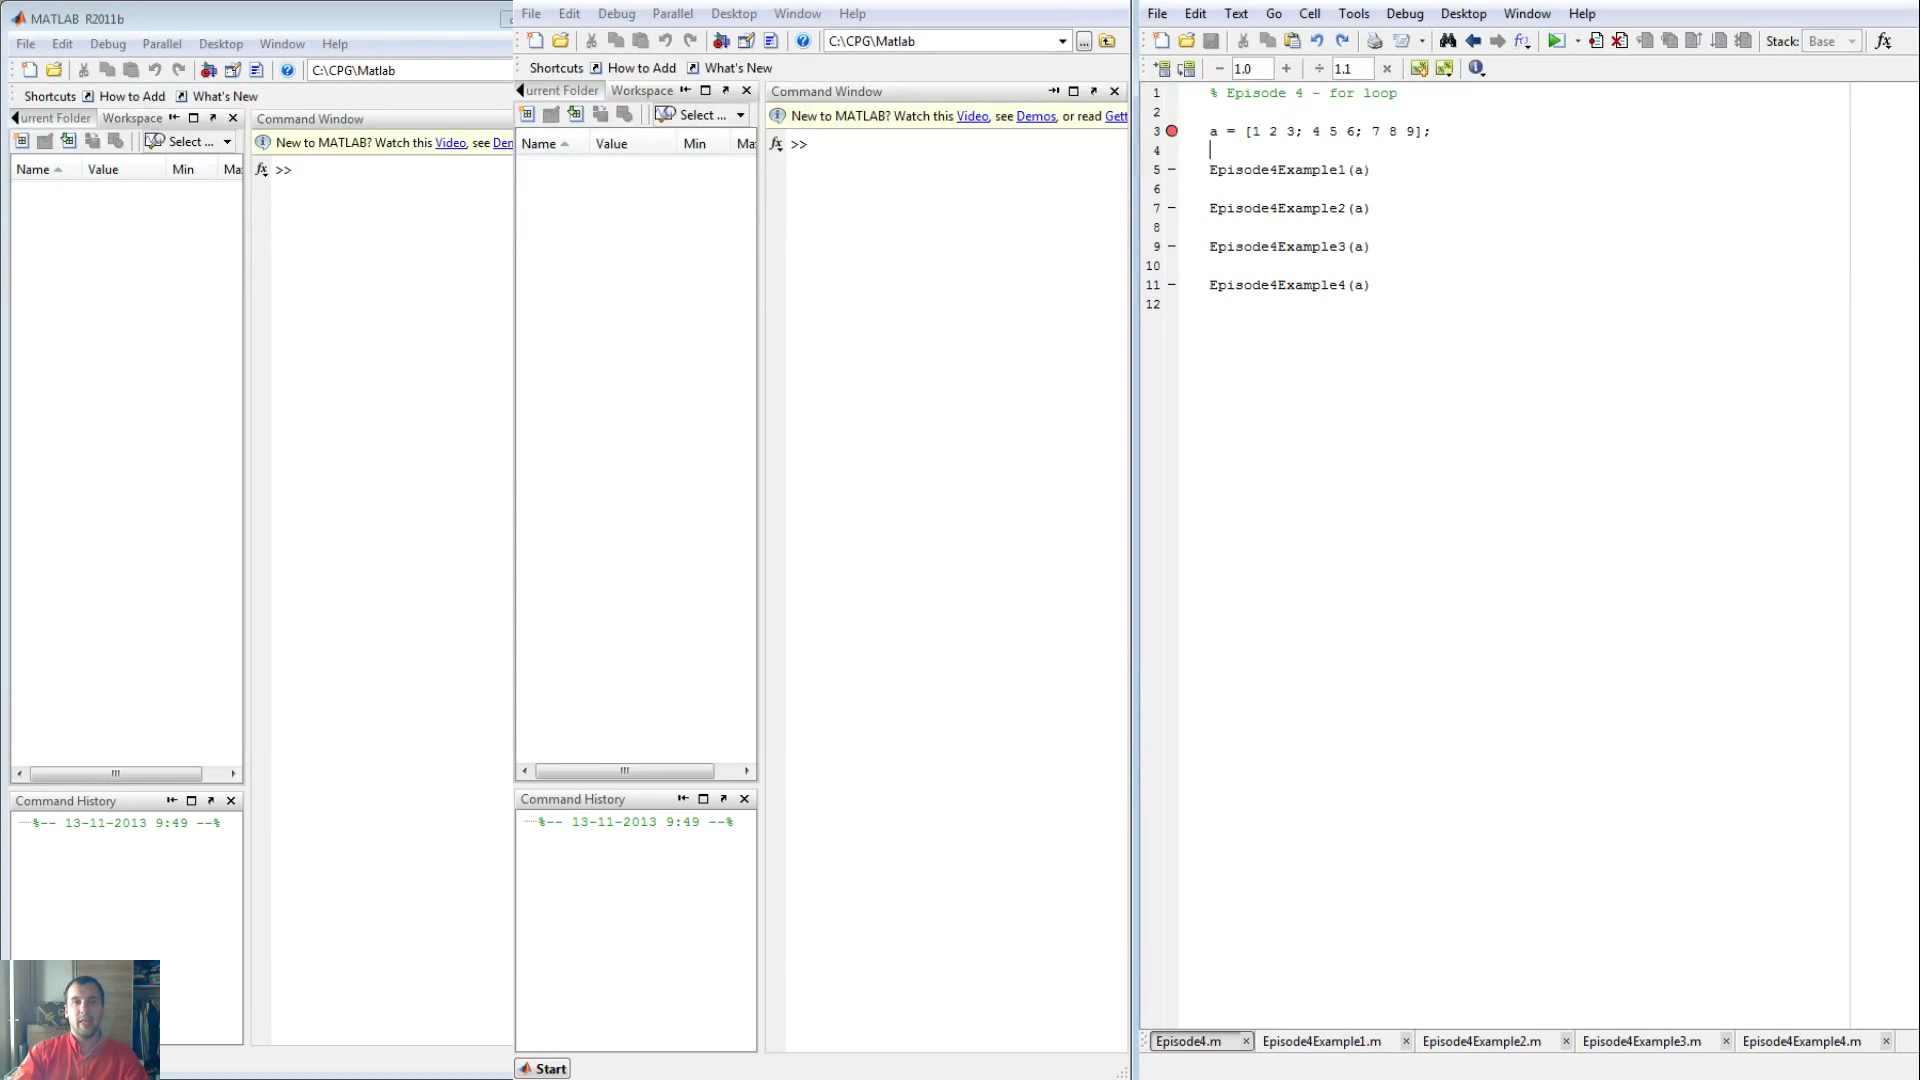 MATLAB R2011b
File Edit Debug Parallel Desktop Window Help
C:\CPG\Matlab
Shortcuts How to Add What's New
urrent Folder Workspace
Select ...
Name Value Min Ma
Command Window
New to MATLAB? Watch this Video, see Den
fx >>
Command History
%-- 13-11-2013 9:49 --%
File Edit Debug Parallel Desktop Window Help
C:\CPG\Matlab
...
Shortcuts How to Add What's New
urrent Folder Workspace
Select ...
Name Value Min Ma
Command Window
New to MATLAB? Watch this Video, see Demos, or read Gett
fx >>
Command History
%-- 13-11-2013 9:49 --%
Start
File Edit Text Go Cell Tools Debug Desktop Window Help
Stack: Base fx
− 1.0 + ÷ 1.1 ×
1 % Episode 4 - for loop
2
3 a = [1 2 3; 4 5 6; 7 8 9];
4
5 − Episode4Example1(a)
6
7 − Episode4Example2(a)
8
9 − Episode4Example3(a)
10
11 − Episode4Example4(a)
12
Episode4.m × Episode4Example1.m × Episode4Example2.m × Episode4Example3.m × Episode4Example4.m ×